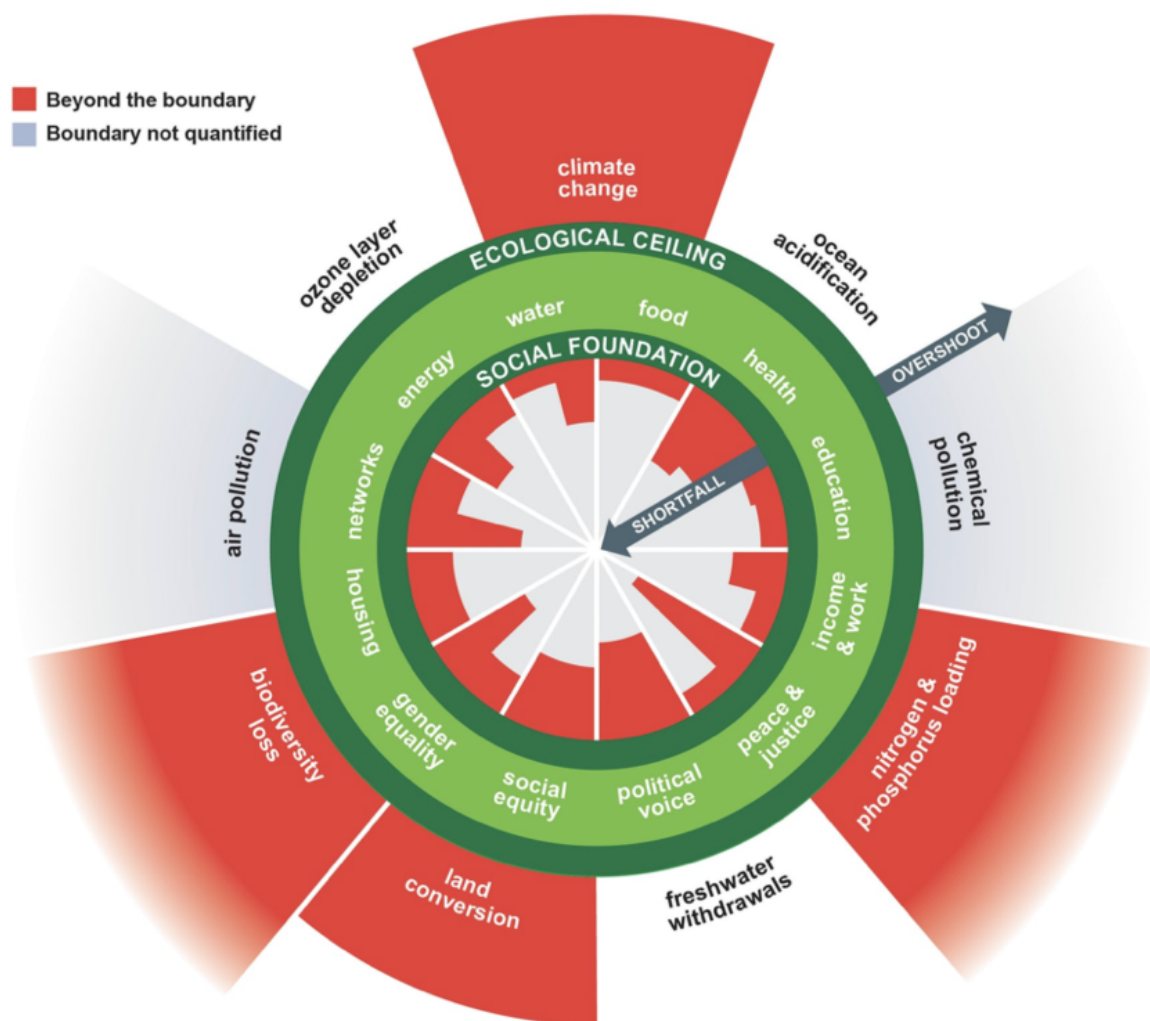 Beyond the boundary
Boundary not quantified
climate
change
ozone layer
depletion
ECOLOGICAL CEILING
ocean
acidification
water
food
OVERSHOOT
energy
SOCIAL FOUNDATION
health
networks
education
air pollution
SHORTFALL
chemical
pollution
housing
income
& work
biodiversity
loss
gender
equality
peace &
justice
nitrogen &
phosphorus loading
social
equity
political
voice
land
conversion
freshwater
withdrawals